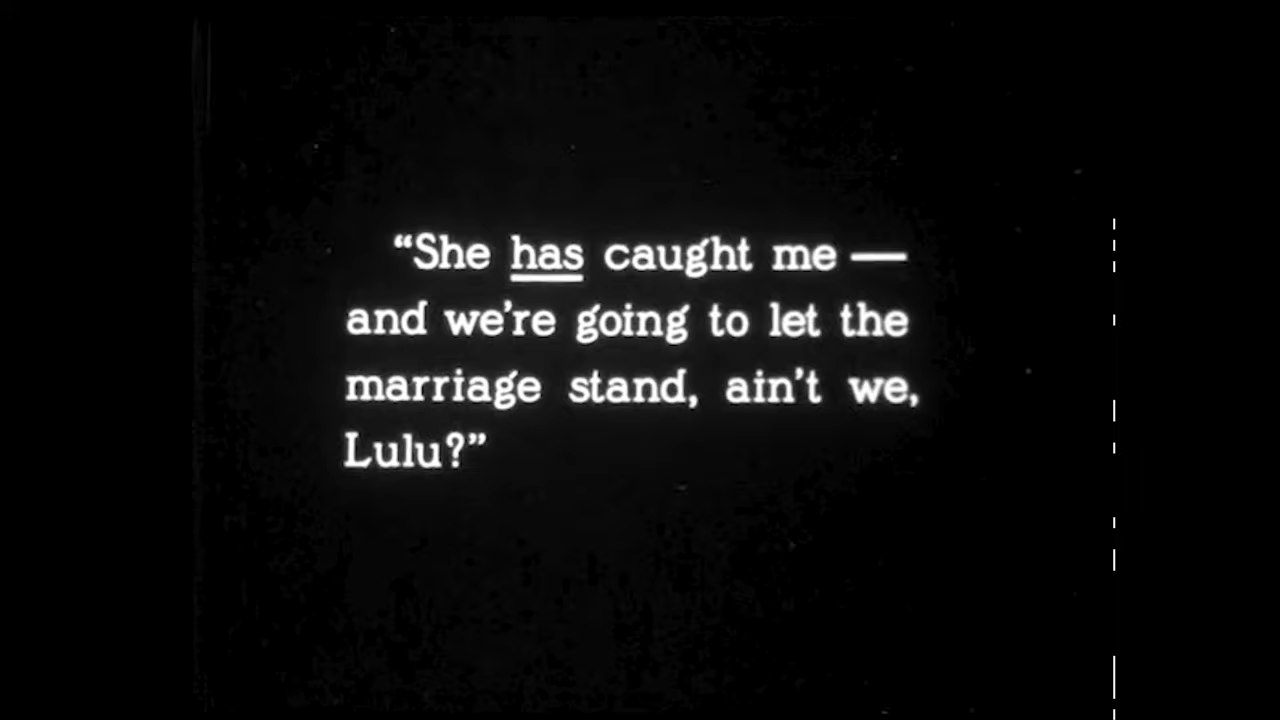 “She has caught me —
and we’re going to let the
marriage stand, ain’t we,
Lulu?”